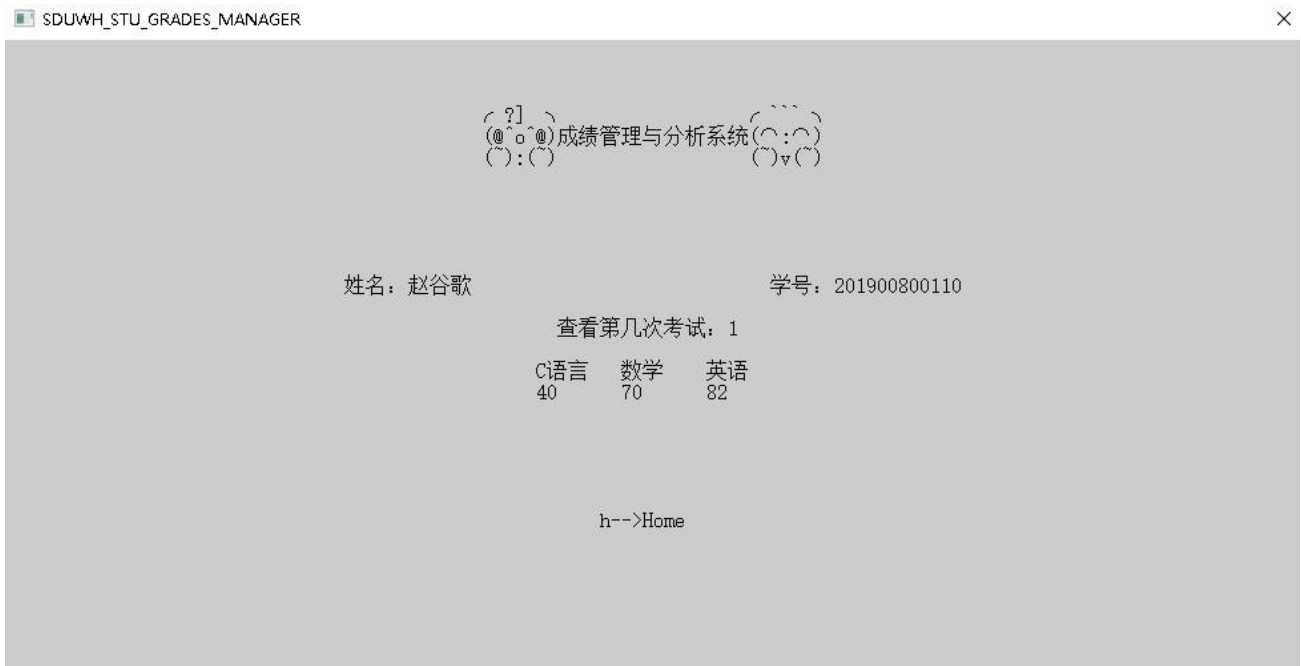 SDUWH_STU_GRADES_MANAGER
╭ ?] ╮ ╭ ``` ╮
(@^o^@)成绩管理与分析系统(⌒:⌒)
(~):(~) (~)v(~)
姓名：赵谷歌 学号：201900800110
查看第几次考试：1
C语言 数学 英语
40 70 82
h-->Home